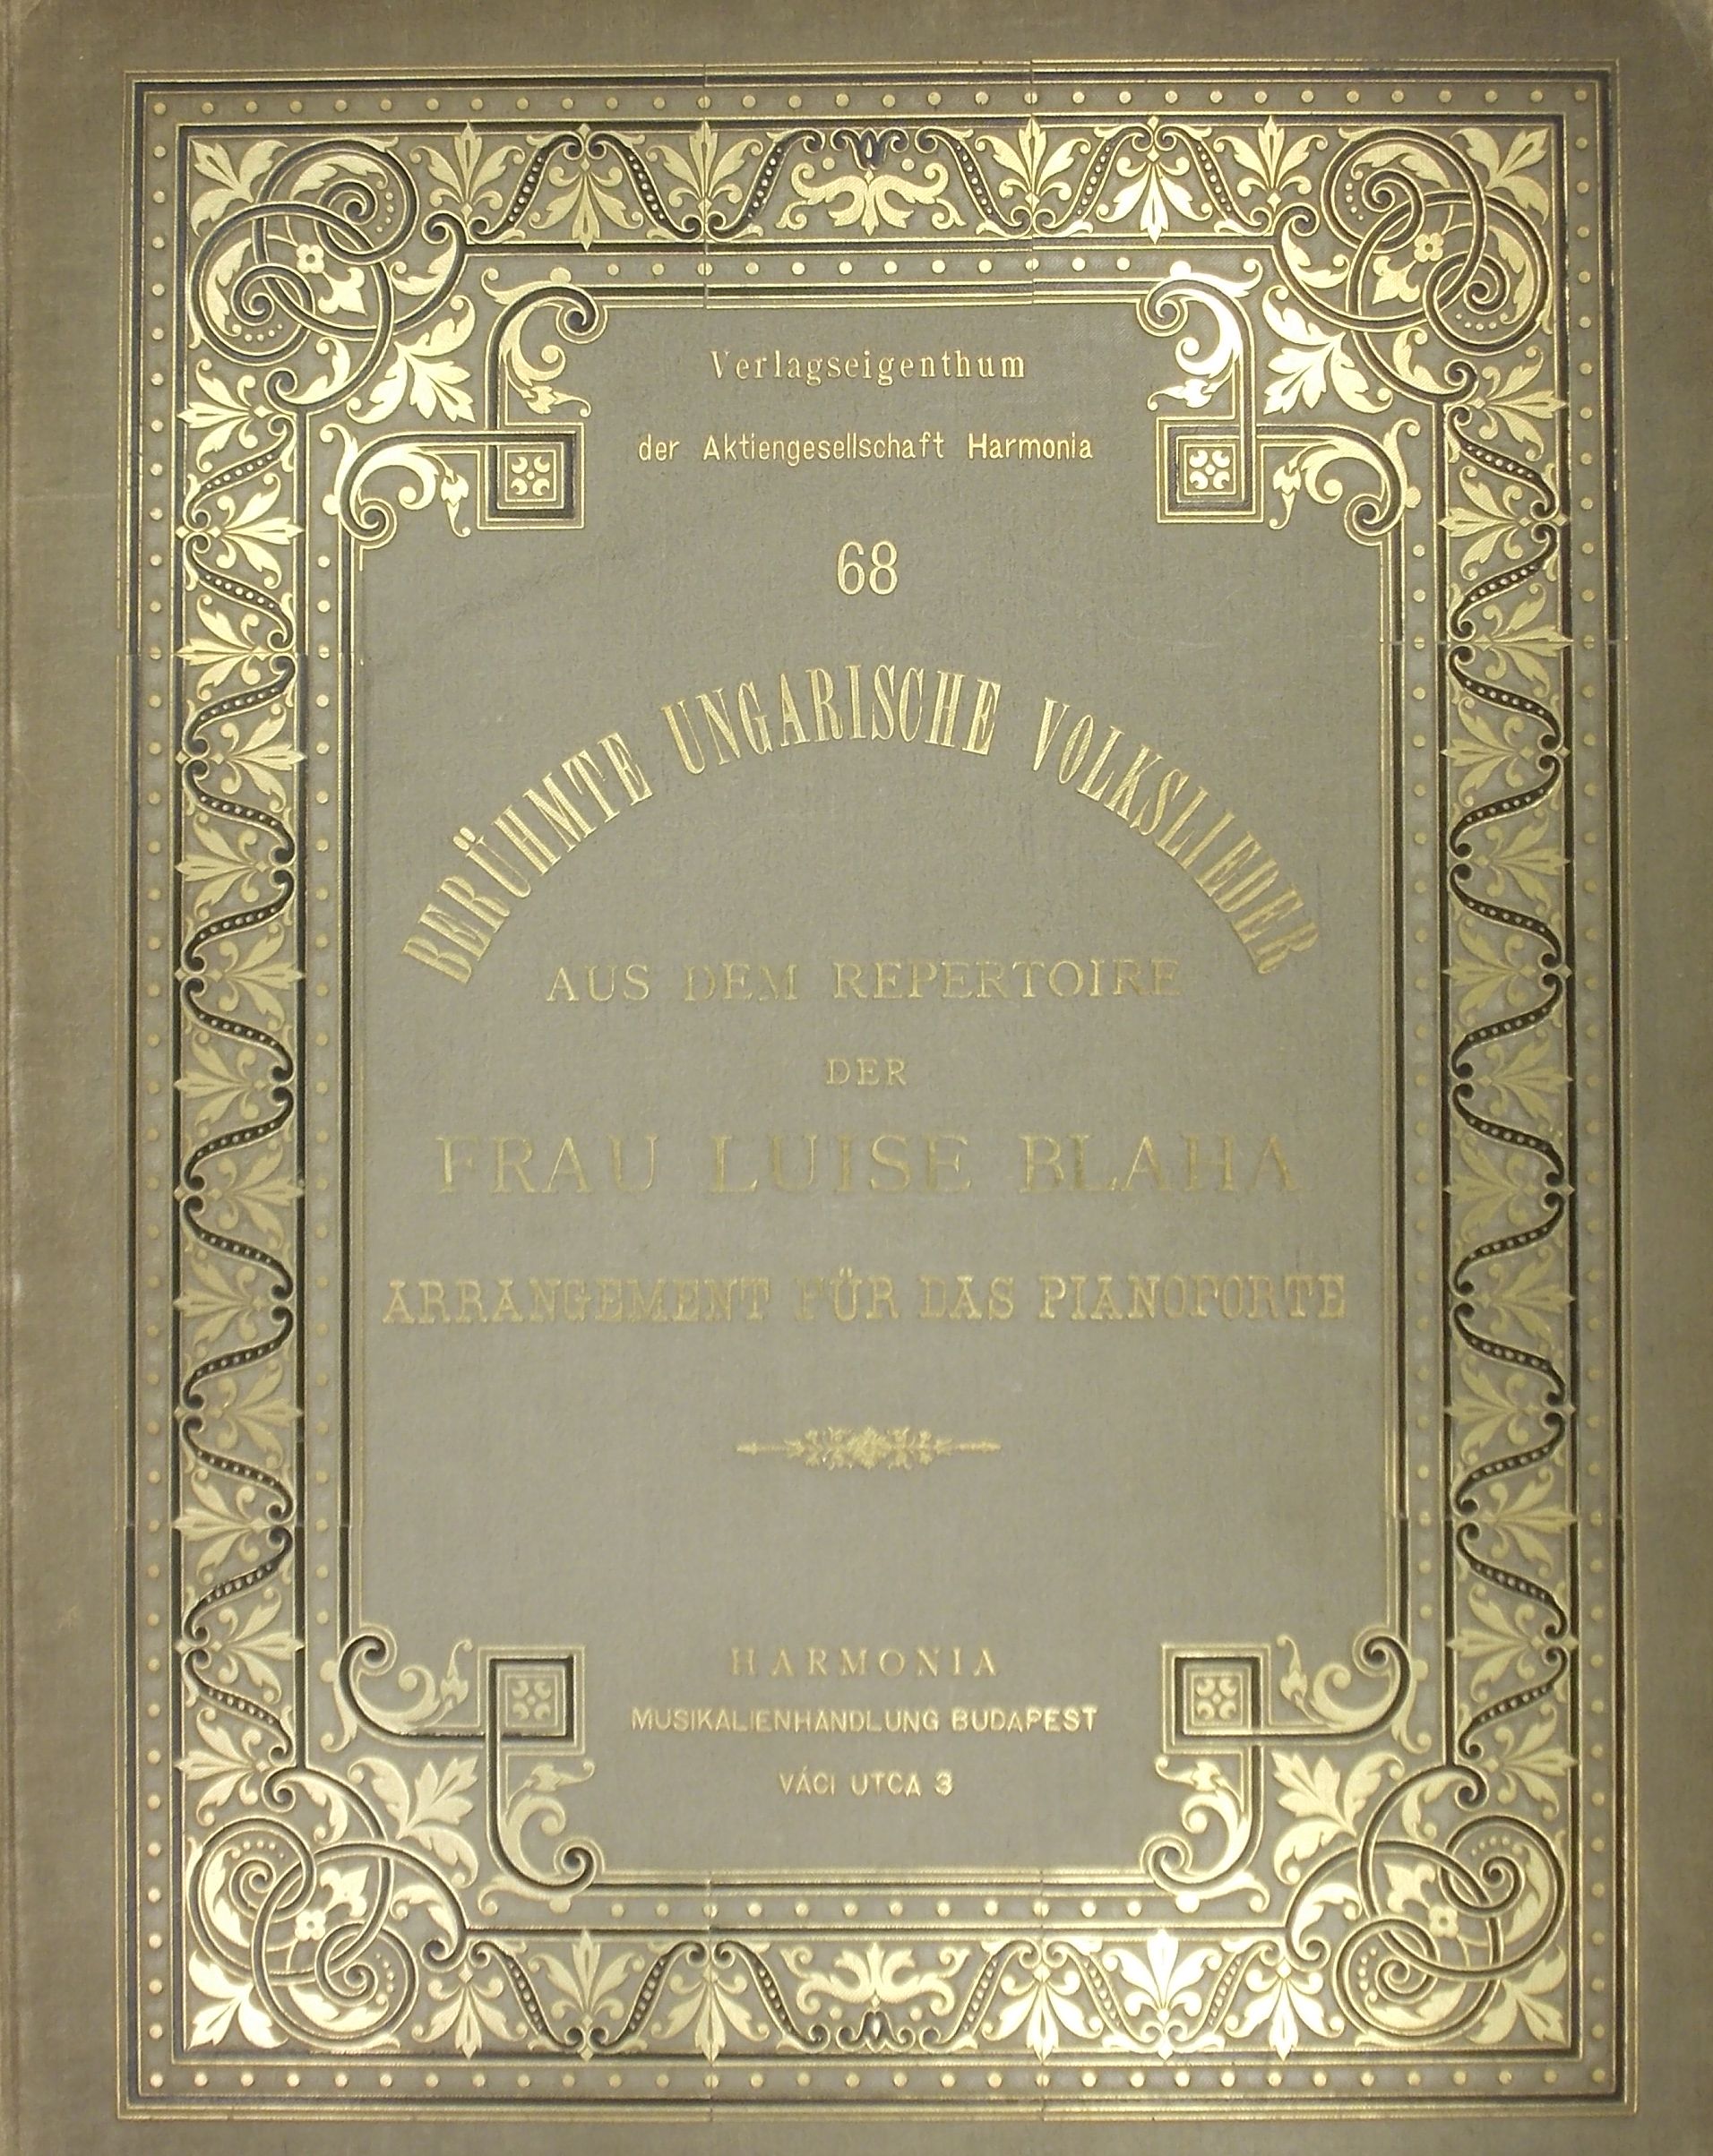 Verlagseigenthum
der Aktiengesellschaft Harmonia
68
BERÜHMTE UNGARISCHE VOLKSLIEDER
AUS DEM REPERTOIRE
DER
FRAU LUISE BLAHA
ARRANGEMENT FÜR DAS PIANOFORTE
HARMONIA
MUSIKALIENHANDLUNG BUDAPEST
VÁCI UTCA 3